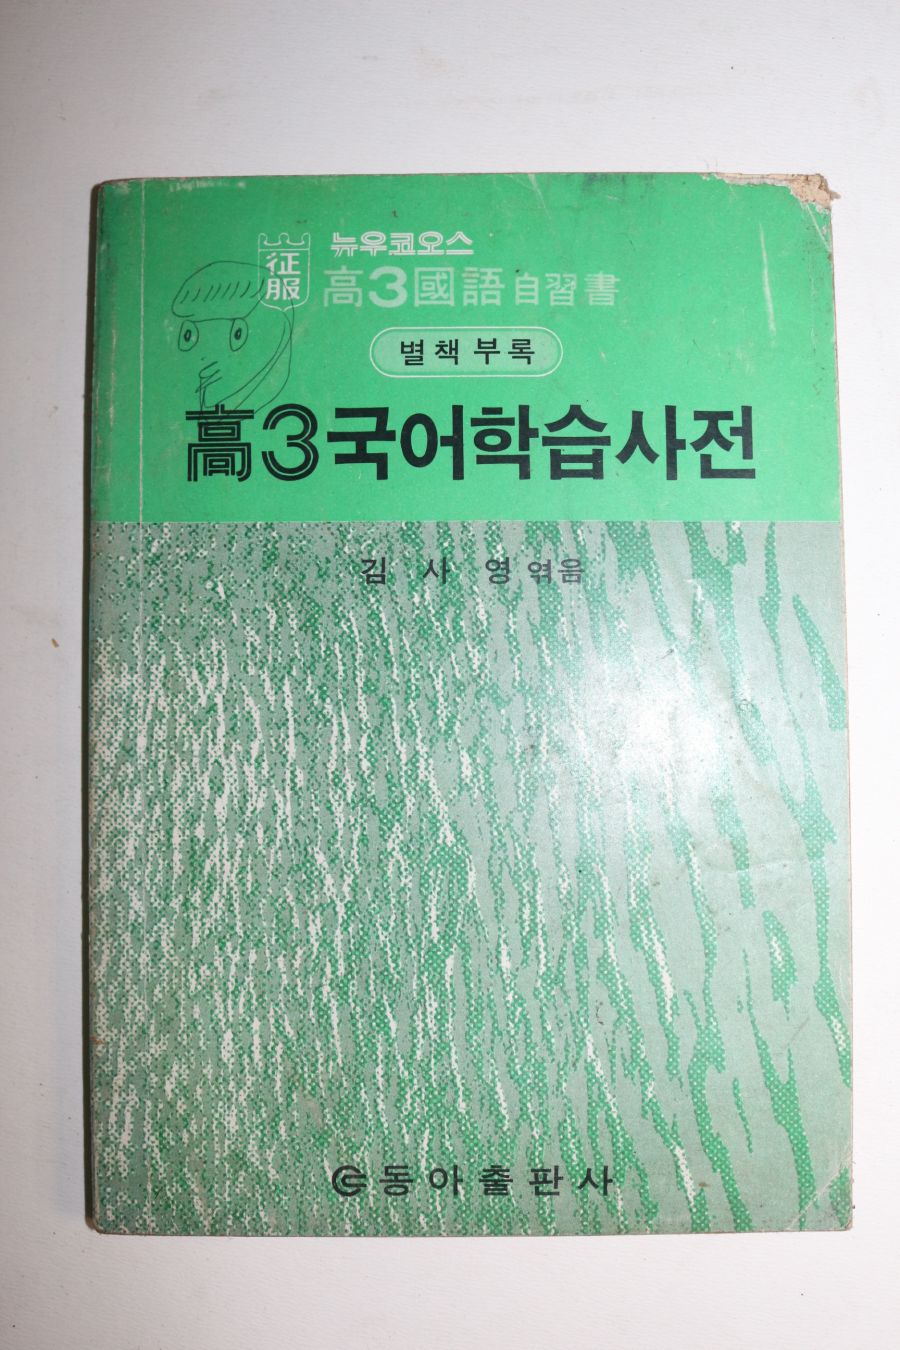 征服
뉴우코오스
高3國語 自習書
별책 부록
高3국어학습사전
김 사 영 엮음
동아출판사